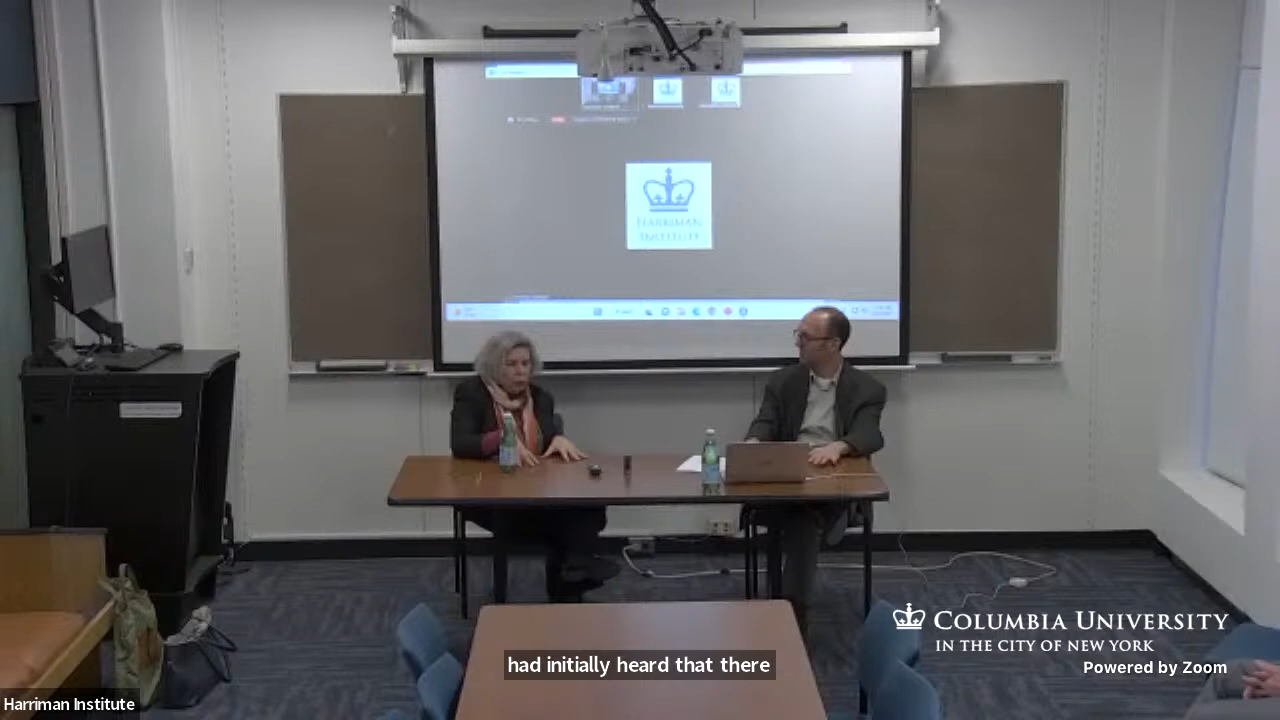 HARRIMAN
INSTITUTE
COLUMBIA UNIVERSITY
IN THE CITY OF NEW YORK
Powered by Zoom
had initially heard that there
Harriman Institute